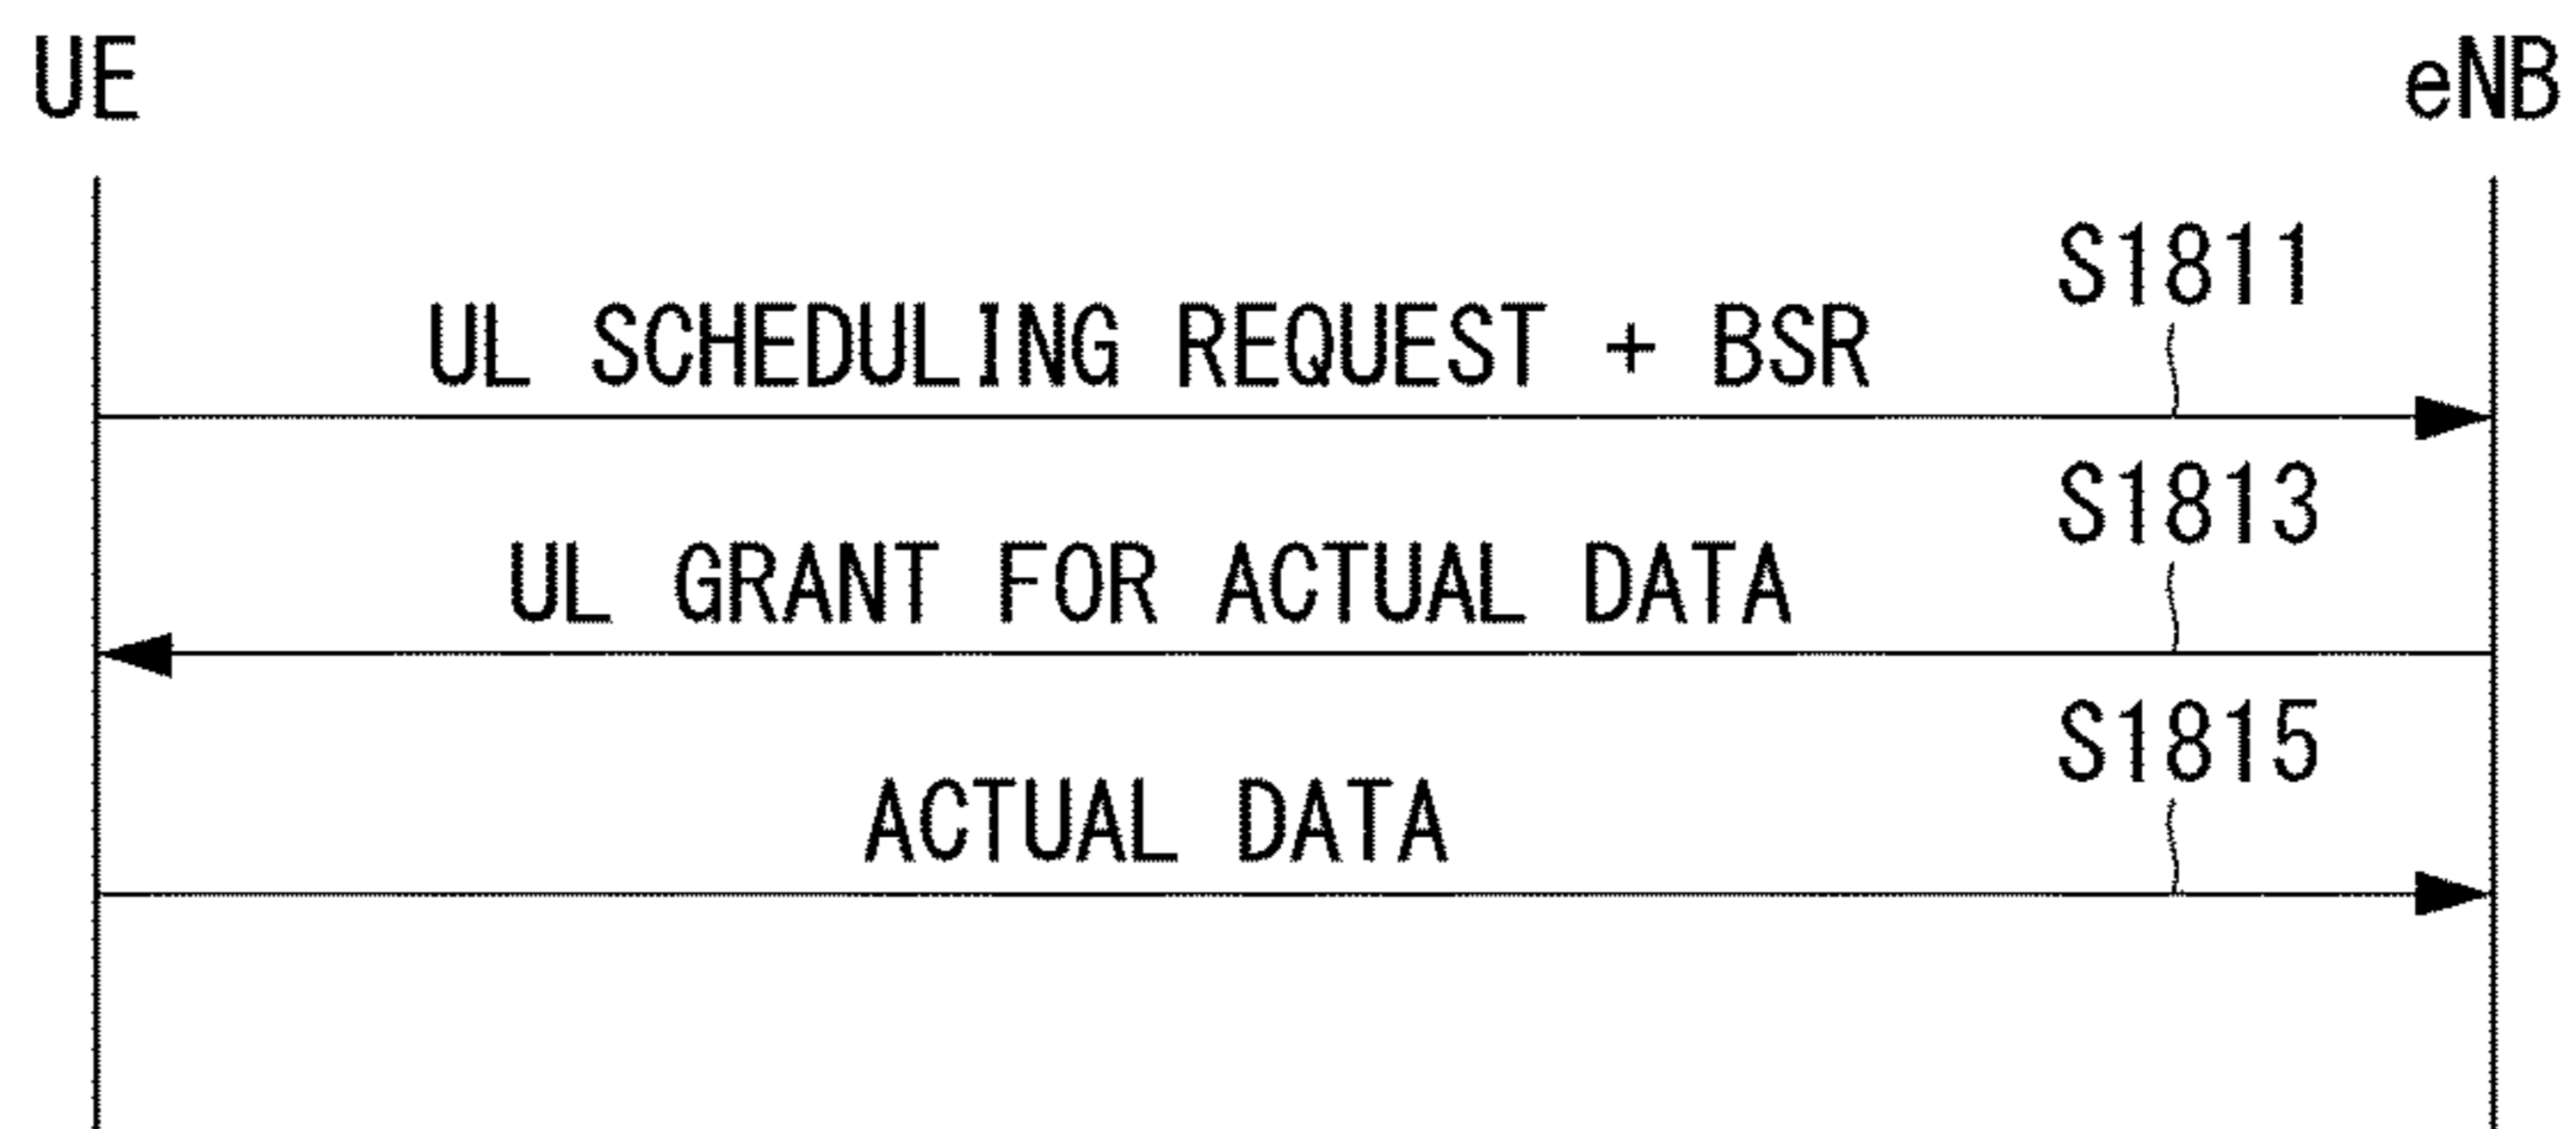 UE eNB
S1811
UL SCHEDULING REQUEST + BSR
S1813
UL GRANT FOR ACTUAL DATA
S1815
ACTUAL DATA